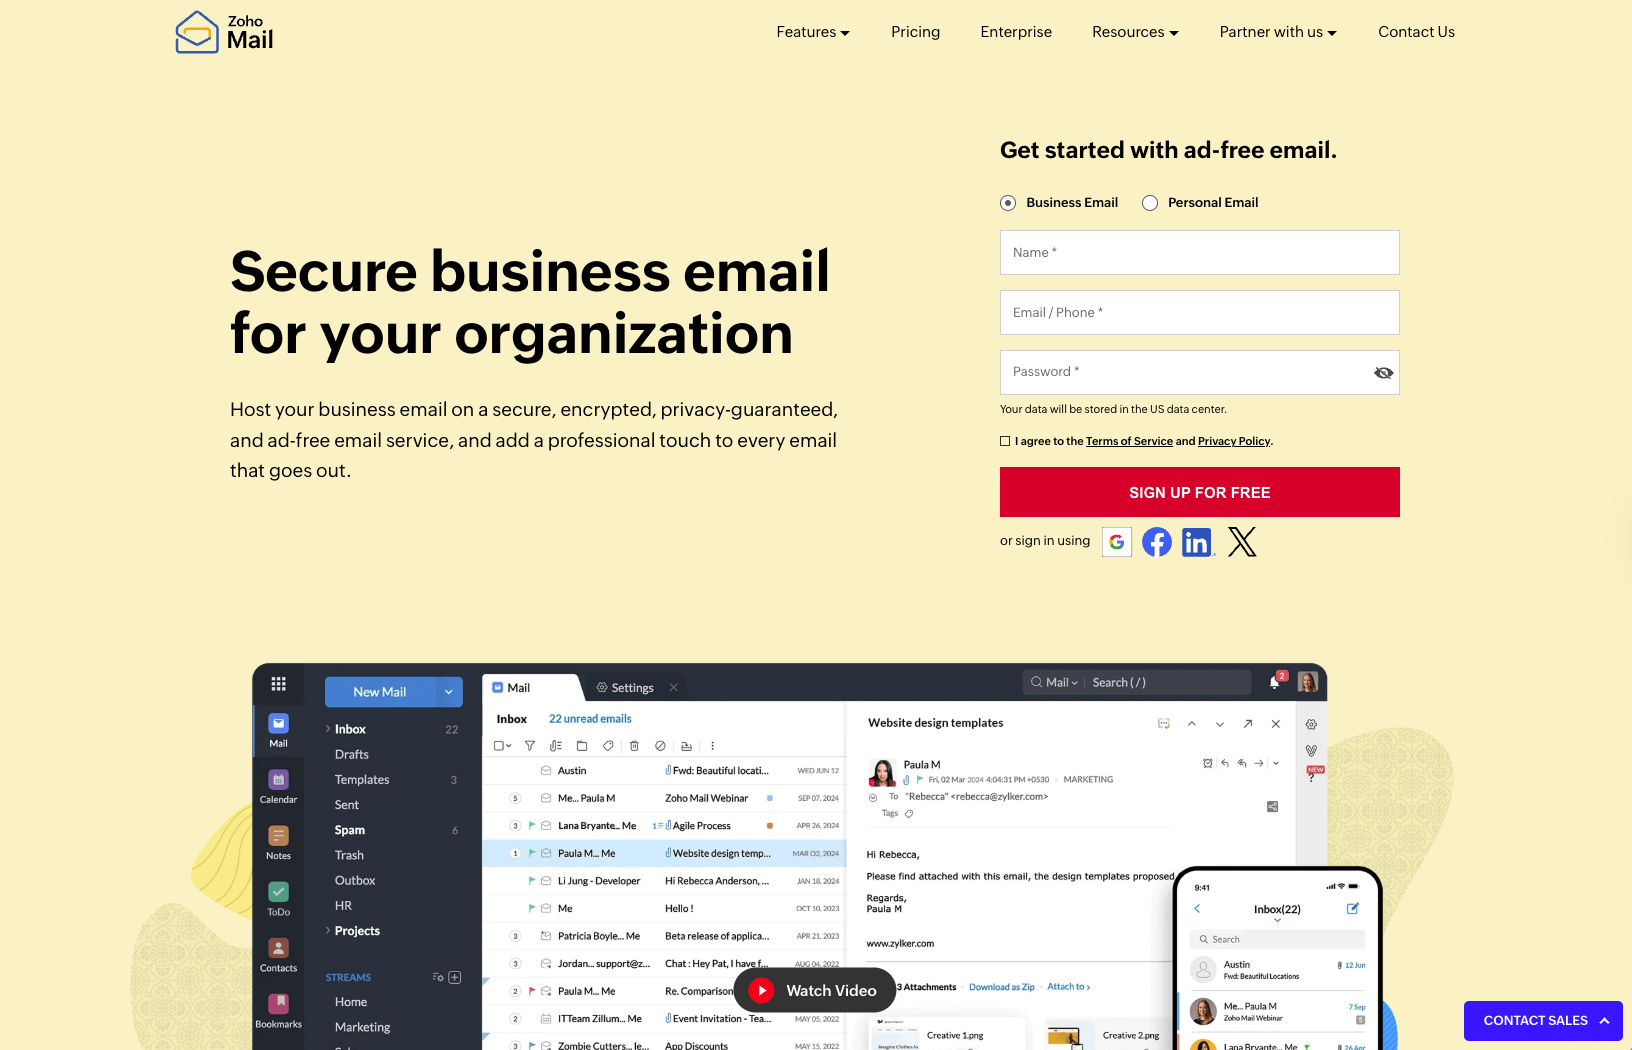 Zoho
Mail
Features
Pricing
Enterprise
Resources
Partner with us
Contact Us
Get started with ad-free email.
Business Email
Personal Email
Name *
Email / Phone *
Password *
Your data will be stored in the US data center.
I agree to the Terms of Service and Privacy Policy.
SIGN UP FOR FREE
or sign in using
Secure business email
for your organization
Host your business email on a secure, encrypted, privacy-guaranteed,
and ad-free email service, and add a professional touch to every email
that goes out.
Mail
Calendar
Notes
ToDo
Contacts
Bookmarks
New Mail
Inbox 22
Drafts
Templates 3
Sent
Spam 6
Trash
Outbox
HR
Projects
STREAMS
Home
Marketing
Mail
Settings
Mail
Search ( / )
2
Inbox 22 unread emails
Austin Fwd: Beautiful locati... WED JUN 12
5 Me... Paula M Zoho Mail Webinar SEP 07, 2024
3 Lana Bryante... Me 1 Agile Process APR 26, 2024
1 Paula M... Me Website design temp... MAR 02, 2024
Li Jung - Developer Hi Rebecca Anderson, ... JAN 18, 2024
Me Hello ! OCT 10, 2023
3 Patricia Boyle... Me Beta release of applica... APR 21, 2023
3 Jordan... support@z... Chat : Hey Pat, I have f... AUG 04, 2022
2 Paula M... Me Re. Comparison
2 ITTeam Zillum... Me Event Invitation - Tea... MAY 05, 2022
3 Zombie Cutters... le... App Discounts MAY 15, 2022
Website design templates
Paula M
Fri, 02 Mar 2024 4:04:31 PM +0530 · MARKETING
To "Rebecca" <rebecca@zylker.com>
Tags
Hi Rebecca,
Please find attached with this email, the design templates proposed
Regards,
Paula M
www.zylker.com
3 Attachments · Download as Zip · Attach to ›
Creative 1.png
Creative 2.png
NEW
Watch Video
9:41
Inbox(22)
Search
Austin 12 Jun
Fwd: Beautiful Locations
Me... Paula M 7 Sep
Zoho Mail Webinar 5
Lana Bryante... Me 26 Apr
CONTACT SALES